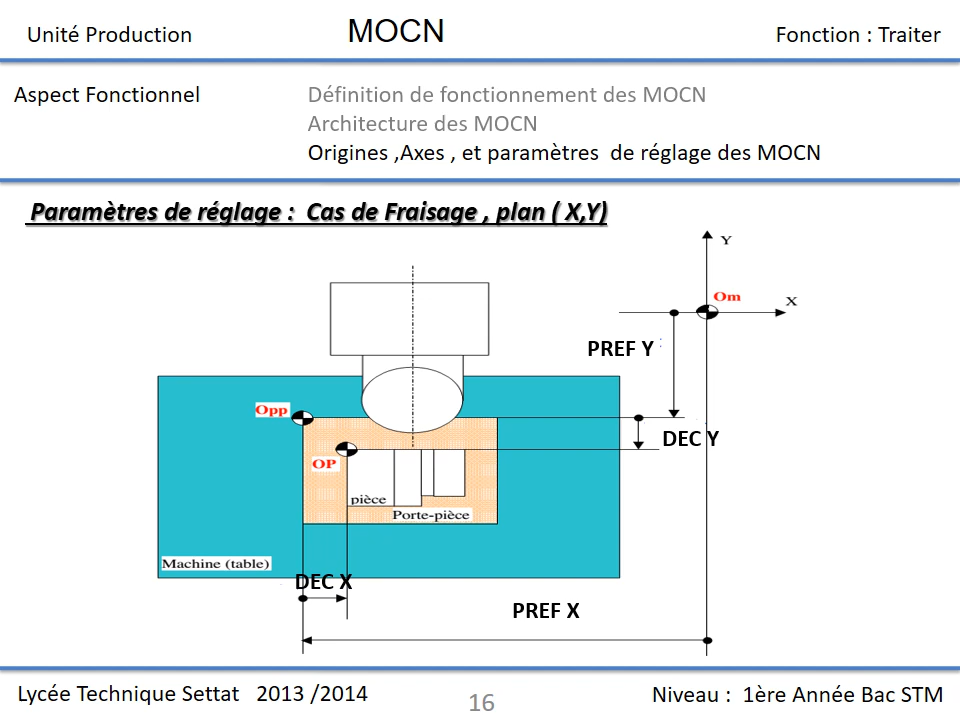 Unité Production
MOCN
Fonction : Traiter
Aspect Fonctionnel
Définition de fonctionnement des MOCN
Architecture des MOCN
Origines ,Axes , et paramètres  de réglage des MOCN
Paramètres de réglage :  Cas de Fraisage , plan ( X,Y)
Y
Om
X
PREF Y
Opp
DEC Y
OP
pièce
Porte-pièce
Machine (table)
DEC X
PREF X
Lycée Technique Settat   2013 /2014
16
Niveau :  1ère Année Bac STM